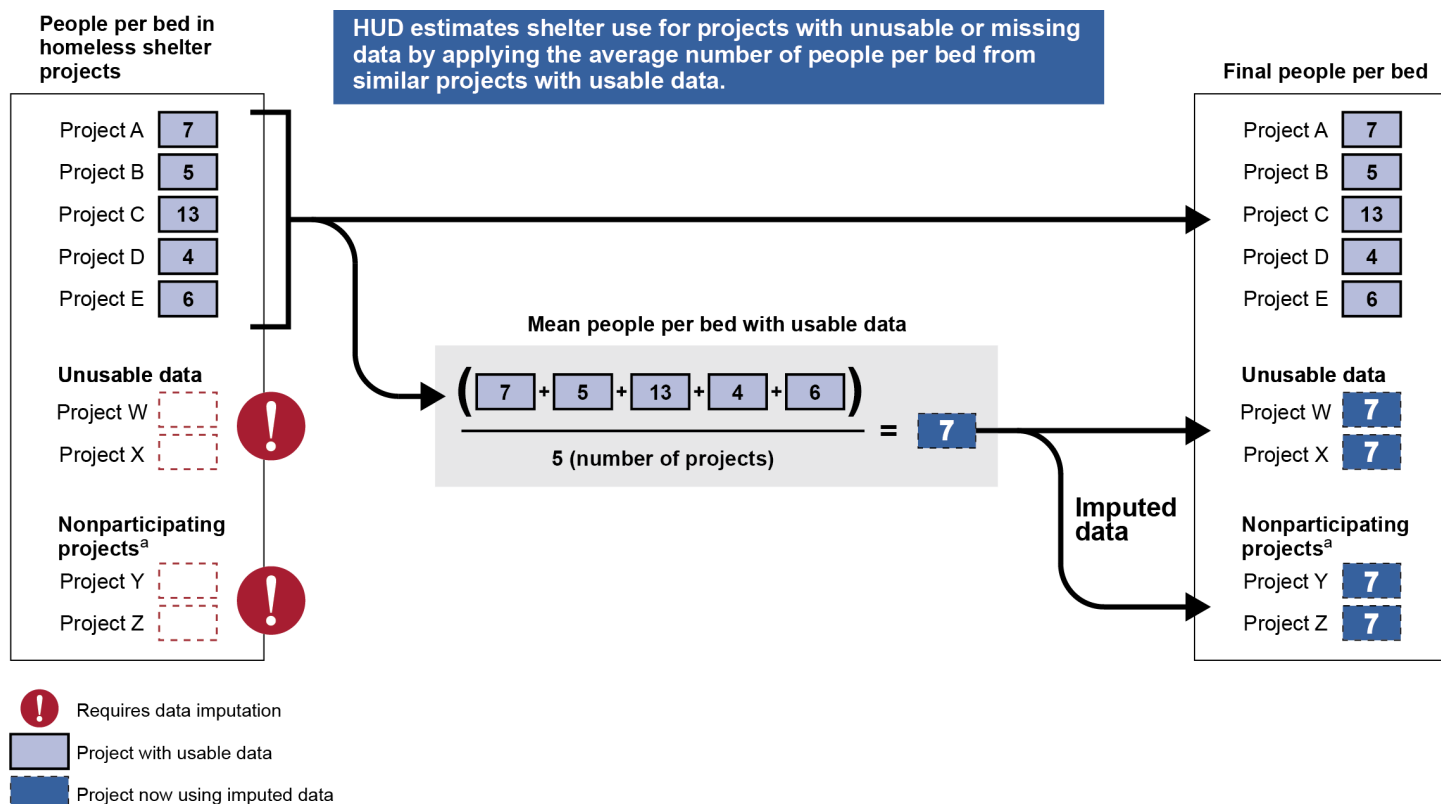 People per bed in
homeless shelter
projects
HUD estimates shelter use for projects with unusable or missing
data by applying the average number of people per bed from
similar projects with usable data.
Final people per bed
Project A 7
Project B 5
Project C 13
Project D 4
Project E 6
Unusable data
Project W
Project X
Nonparticipating
projectsᵃ
Project Y
Project Z
Mean people per bed with usable data
( 7 + 5 + 13 + 4 + 6 )
5 (number of projects)
= 7
Imputed
data
Project A 7
Project B 5
Project C 13
Project D 4
Project E 6
Unusable data
Project W 7
Project X 7
Nonparticipating
projectsᵃ
Project Y 7
Project Z 7
! Requires data imputation
Project with usable data
Project now using imputed data